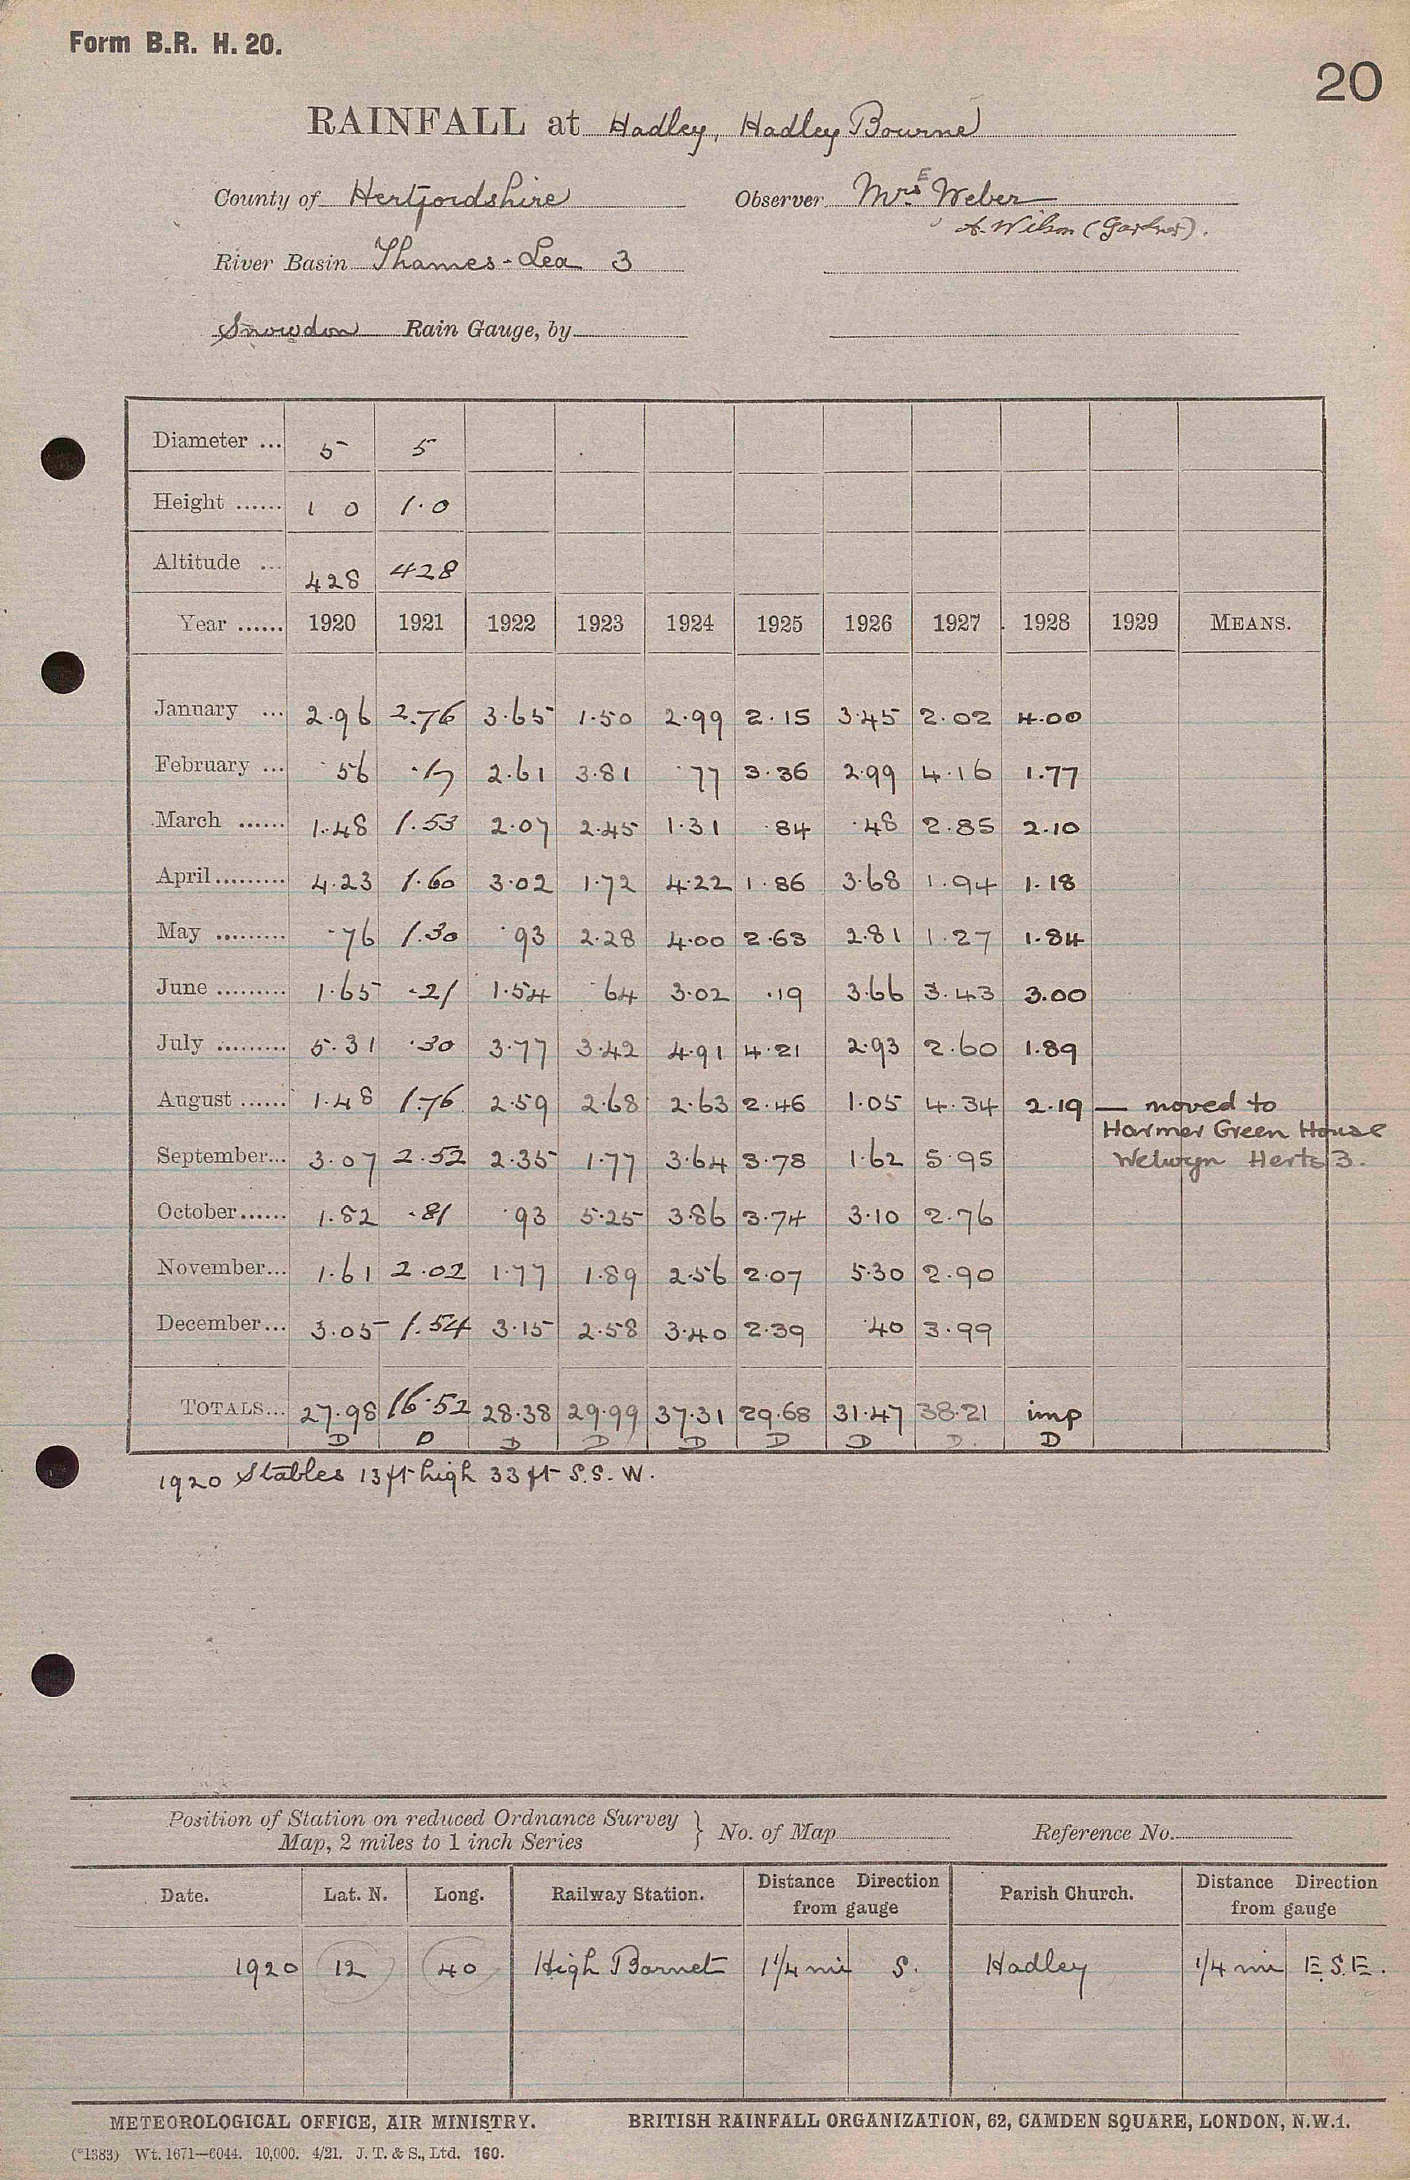 Form B.R. H. 20.
20
RAINFALL at Hadley, Hadley Bourne
County of Hertfordshire Observer Mrs E Weber
A. Wilson (Gardner).
River Basin Thames-Lea 3
Snowdon Rain Gauge, by
Diameter ... 5 5
Height ...... 1 0 1.0
Altitude ... 428 428
Year ...... 1920 1921 1922 1923 1924 1925 1926 1927 1928 1929 MEANS.
January ... 2.96 2.76 3.65 1.50 2.99 2.15 3.45 2.02 4.00
February ... .56 .17 2.61 3.81 .77 3.36 2.99 4.16 1.77
March ...... 1.48 1.53 2.07 2.45 1.31 .84 .48 2.85 2.10
April ......... 4.23 1.60 3.02 1.72 4.22 1.86 3.68 1.94 1.18
May ......... .76 1.30 .93 2.28 4.00 2.63 2.81 1.27 1.84
June ......... 1.65 .21 1.54 .64 3.02 .19 3.66 3.43 3.00
July ......... 5.31 .30 3.77 3.42 4.91 4.21 2.93 2.60 1.89
August ...... 1.48 1.76 2.59 2.68 2.63 2.46 1.05 4.34 2.19 — moved to
Harmer Green House
September... 3.07 2.52 2.35 1.77 3.64 3.78 1.62 5.95 Welwyn Herts 3.
October...... 1.82 .81 .93 5.25 3.86 3.74 3.10 2.76
November... 1.61 2.02 1.77 1.89 2.56 2.07 5.30 2.90
December... 3.05 1.54 3.15 2.58 3.40 2.39 .40 3.99
TOTALS... 27.98 16.52 28.38 29.99 37.31 29.68 31.47 38.21 imp
D D D D D D D D. D
1920 Stables 13 ft high 33 ft S.S.W.
Position of Station on reduced Ordnance Survey
Map, 2 miles to 1 inch Series } No. of Map Reference No.
Date. Lat. N. Long. Railway Station. Distance Direction from gauge Parish Church. Distance Direction from gauge
1920 12 40 High Barnet 1 1/4 mi S. Hadley 1/4 mi E.S.E.
METEOROLOGICAL OFFICE, AIR MINISTRY. BRITISH RAINFALL ORGANIZATION, 62, CAMDEN SQUARE, LONDON, N.W.1.
(*1383) Wt. 1671—6044. 10,000. 4/21. J. T. & S., Ltd. 160.